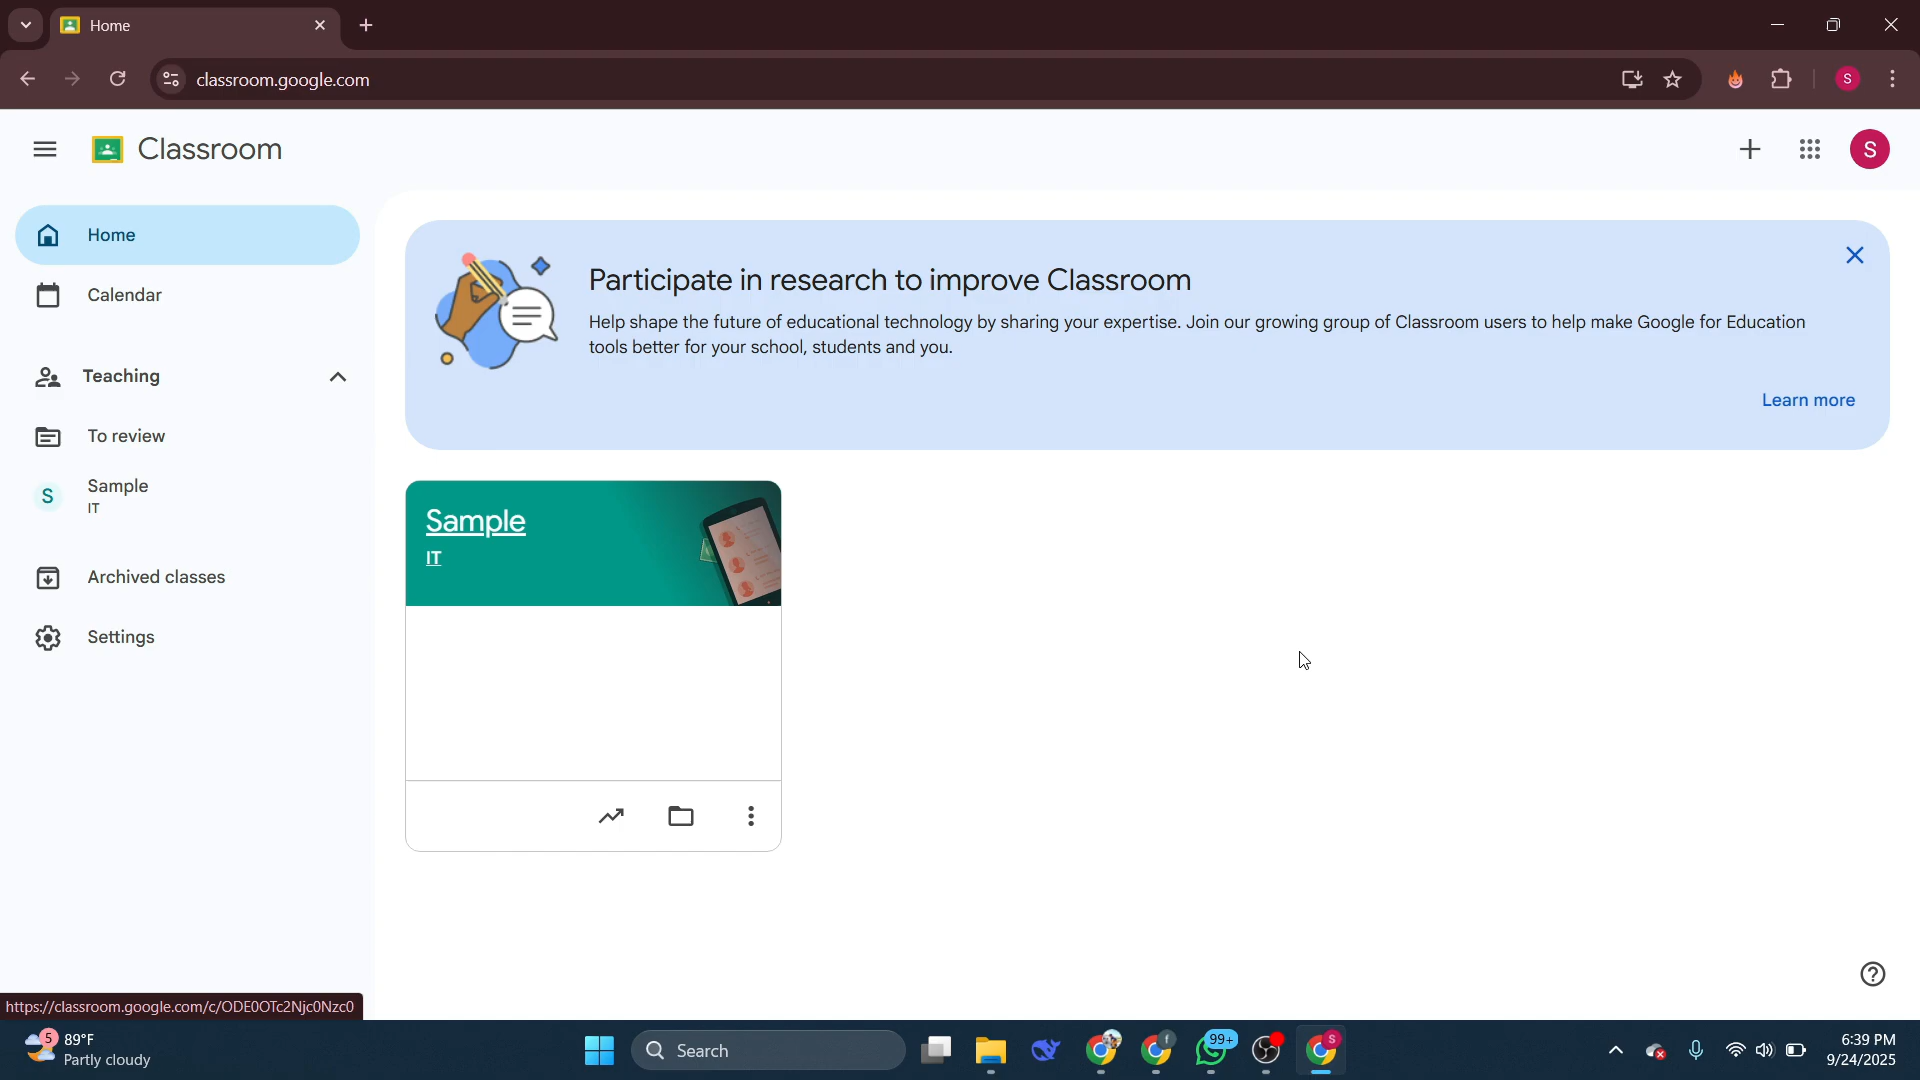 Home
classroom.google.com
S
Classroom
S
Home
Calendar
Teaching
To review
S
Sample
IT
Archived classes
Settings
Participate in research to improve Classroom
Help shape the future of educational technology by sharing your expertise. Join our growing group of Classroom users to help make Google for Education
tools better for your school, students and you.
Learn more
Sample
IT
https://classroom.google.com/c/ODE0OTc2Njc0Nzc0
5
89°F
Partly cloudy
Search
f
99+
S
6:39 PM
9/24/2025